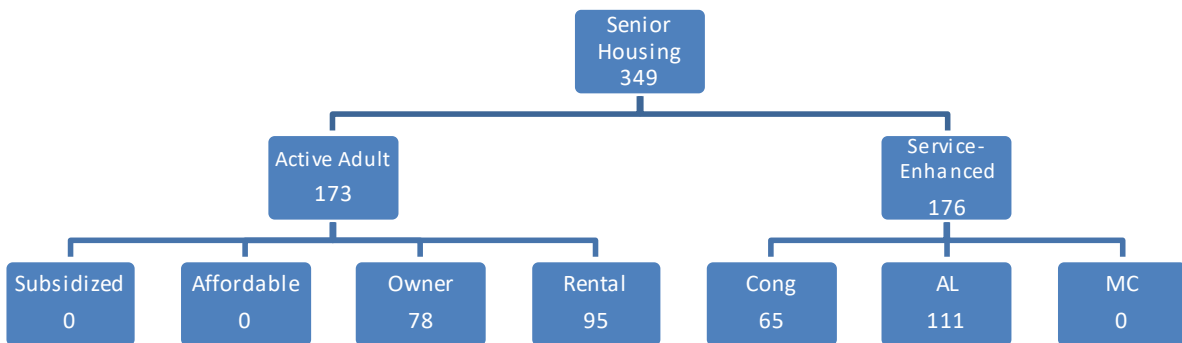 Senior
Housing
349
Active Adult
173
Service-
Enhanced
176
Subsidized
0
Affordable
0
Owner
78
Rental
95
Cong
65
AL
111
MC
0